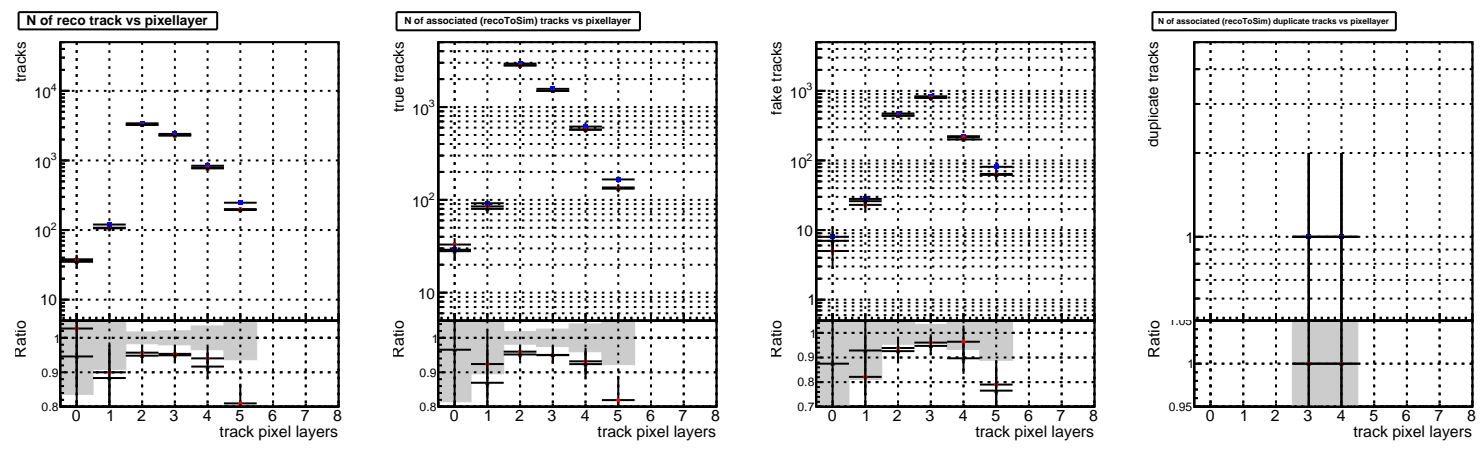 N of reco track vs pixellayer
tracks
10⁴
10³
10²
10
Ratio
1
0.9
0.8
0 1 2 3 4 5 6 7 8
track pixel layers
N of associated (recoToSim) tracks vs pixellayer
true tracks
10³
10²
10
Ratio
1
0.9
0.8
0 1 2 3 4 5 6 7 8
track pixel layers
fake tracks
10³
10²
10
1
Ratio
1
0.9
0.8
0.7
0 1 2 3 4 5 6 7 8
track pixel layers
N of associated (recoToSim) duplicate tracks vs pixellayer
duplicate tracks
1
Ratio
1.05
1
0.95
0 1 2 3 4 5 6 7 8
track pixel layers